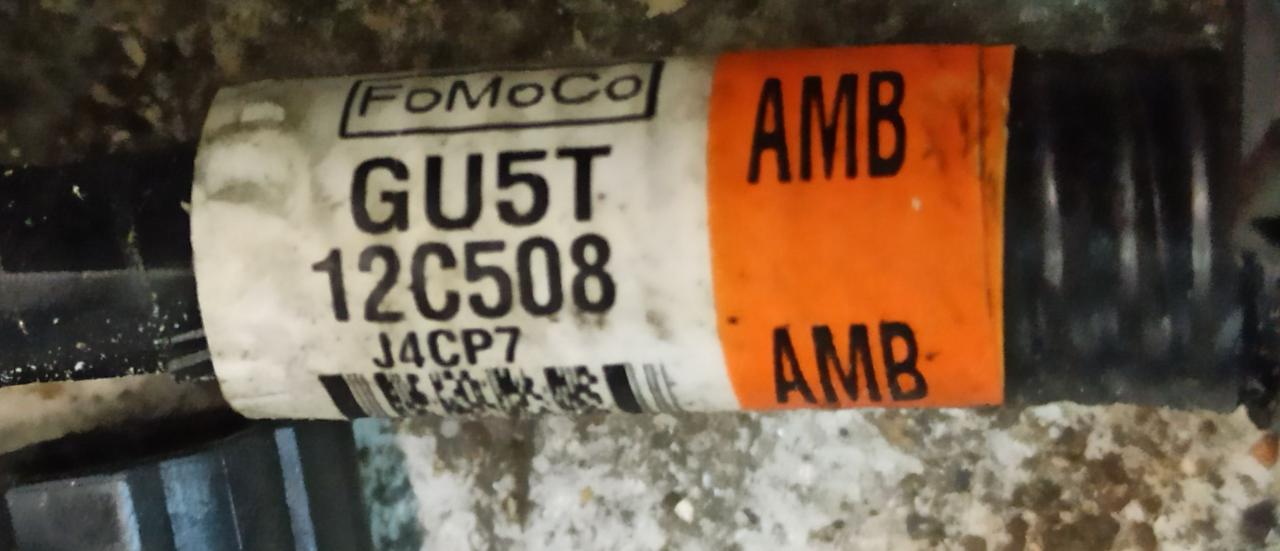 FoMoCo
GU5T
12C508
J4CP7
AMB
AMB